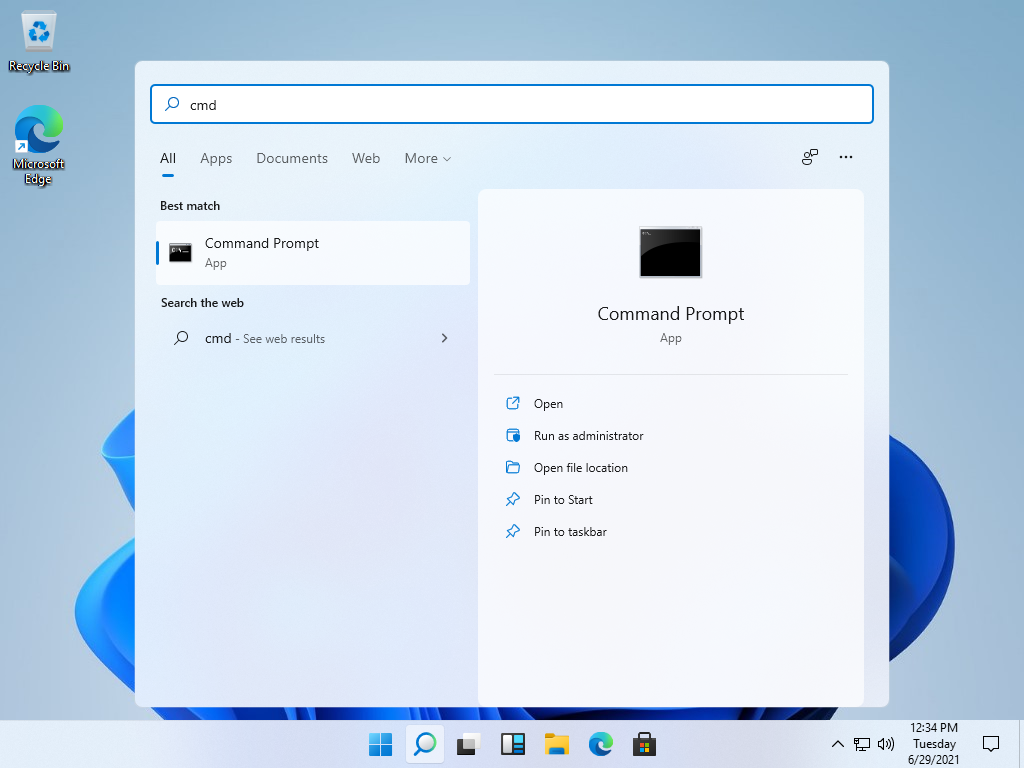 Recycle Bin
Microsoft
Edge
cmd
All Apps Documents Web More
Best match
Command Prompt
App
Search the web
cmd - See web results
Command Prompt
App
Open
Run as administrator
Open file location
Pin to Start
Pin to taskbar
12:34 PM
Tuesday
6/29/2021